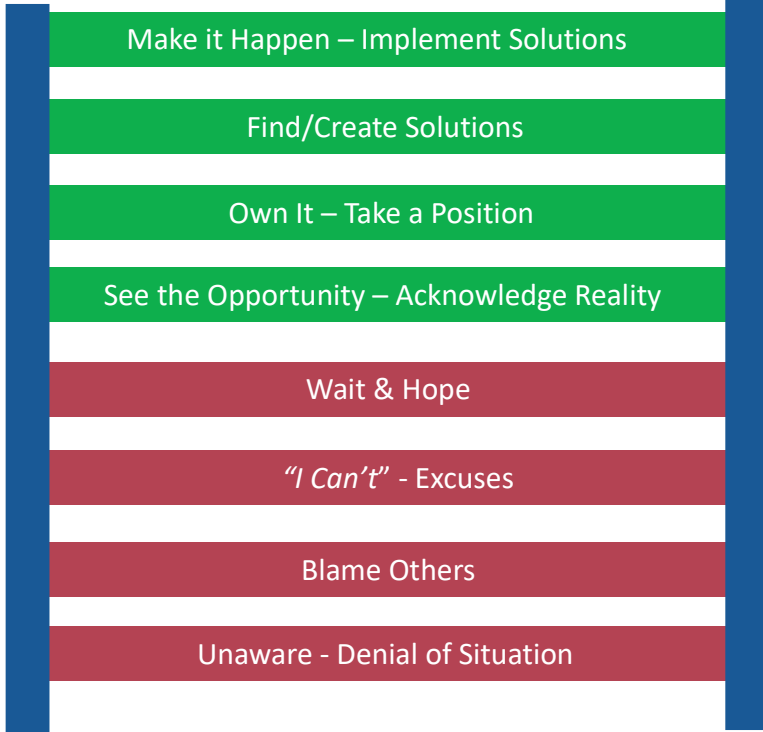 Make it Happen – Implement Solutions
Find/Create Solutions
Own It – Take a Position
See the Opportunity – Acknowledge Reality
Wait & Hope
“I Can’t” - Excuses
Blame Others
Unaware - Denial of Situation